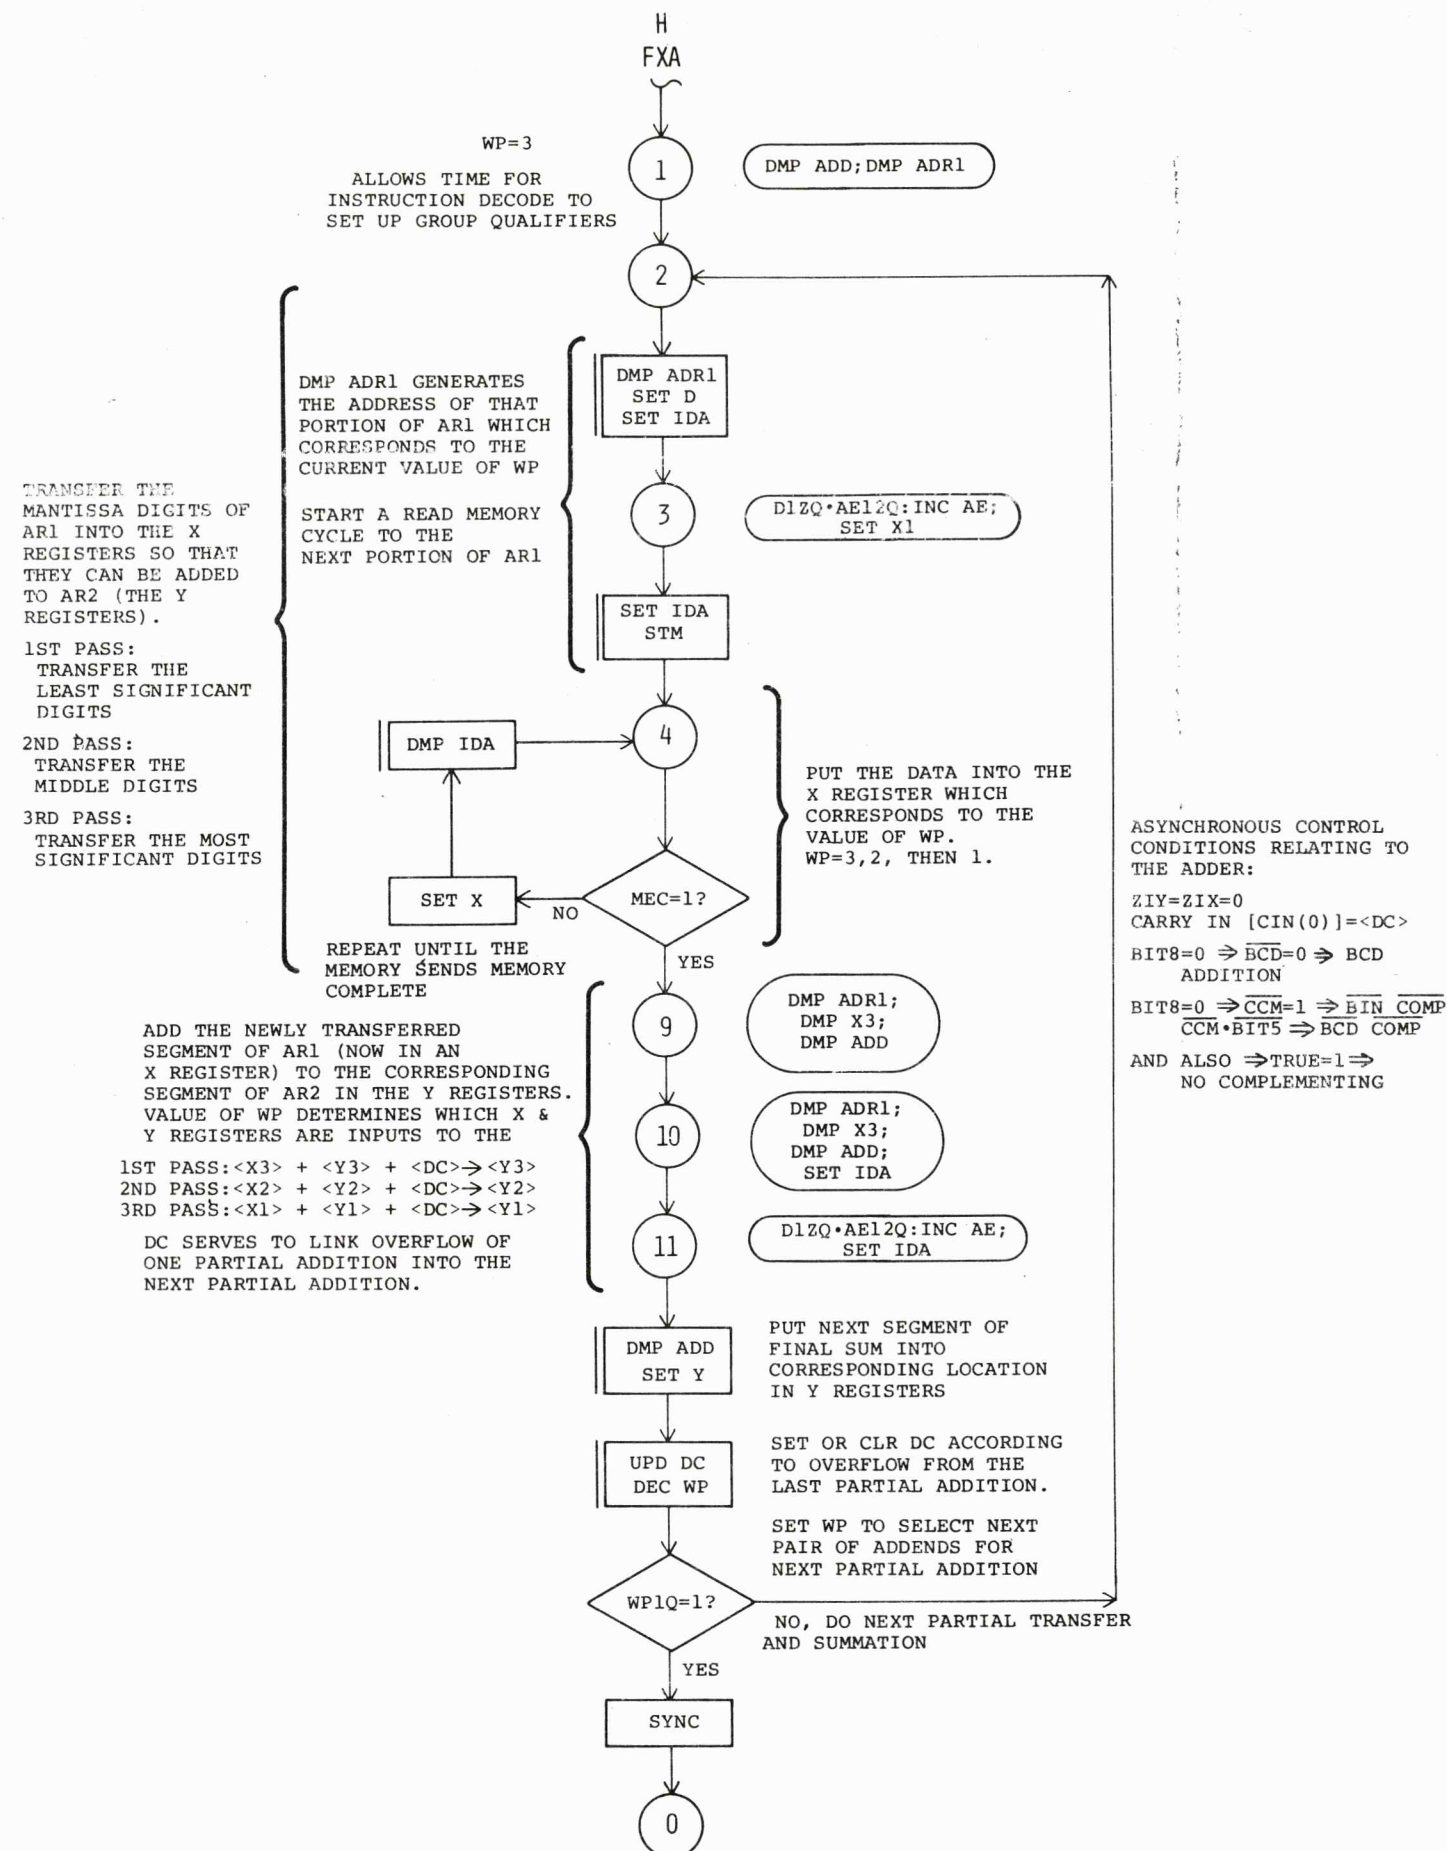 H
FXA
WP=3
ALLOWS TIME FOR
INSTRUCTION DECODE TO
SET UP GROUP QUALIFIERS
1
DMP ADD;DMP ADR1
2
DMP ADR1 GENERATES
THE ADDRESS OF THAT
PORTION OF AR1 WHICH
CORRESPONDS TO THE
CURRENT VALUE OF WP
START A READ MEMORY
CYCLE TO THE
NEXT PORTION OF AR1
DMP ADR1
SET D
SET IDA
3
D1ZQ•AE12Q:INC AE;
SET X1
SET IDA
STM
TRANSFER THE
MANTISSA DIGITS OF
AR1 INTO THE X
REGISTERS SO THAT
THEY CAN BE ADDED
TO AR2 (THE Y
REGISTERS).
1ST PASS:
TRANSFER THE
LEAST SIGNIFICANT
DIGITS
2ND PASS:
TRANSFER THE
MIDDLE DIGITS
3RD PASS:
TRANSFER THE MOST
SIGNIFICANT DIGITS
4
DMP IDA
SET X
NO
MEC=1?
YES
REPEAT UNTIL THE
MEMORY SENDS MEMORY
COMPLETE
PUT THE DATA INTO THE
X REGISTER WHICH
CORRESPONDS TO THE
VALUE OF WP.
WP=3,2, THEN 1.
ASYNCHRONOUS CONTROL
CONDITIONS RELATING TO
THE ADDER:
ZIY=ZIX=0
CARRY IN [CIN(0)]=<DC>
BIT8=0 ⇒ B̅C̅D̅=0 ⇒ BCD
ADDITION
BIT8=0 ⇒ C̅C̅M̅=1 ⇒ B̅I̅N̅ C̅O̅M̅P̅
C̅C̅M̅•B̅I̅T̅5̅ ⇒ B̅C̅D̅ C̅O̅M̅P̅
AND ALSO ⇒TRUE=1⇒
NO COMPLEMENTING
9
DMP ADR1;
DMP X3;
DMP ADD
ADD THE NEWLY TRANSFERRED
SEGMENT OF AR1 (NOW IN AN
X REGISTER) TO THE CORRESPONDING
SEGMENT OF AR2 IN THE Y REGISTERS.
VALUE OF WP DETERMINES WHICH X &
Y REGISTERS ARE INPUTS TO THE
1ST PASS:<X3> + <Y3> + <DC>→<Y3>
2ND PASS:<X2> + <Y2> + <DC>→<Y2>
3RD PASS:<X1> + <Y1> + <DC>→<Y1>
DC SERVES TO LINK OVERFLOW OF
ONE PARTIAL ADDITION INTO THE
NEXT PARTIAL ADDITION.
10
DMP ADR1;
DMP X3;
DMP ADD;
SET IDA
11
D1ZQ•AE12Q:INC AE;
SET IDA
DMP ADD
SET Y
PUT NEXT SEGMENT OF
FINAL SUM INTO
CORRESPONDING LOCATION
IN Y REGISTERS
UPD DC
DEC WP
SET OR CLR DC ACCORDING
TO OVERFLOW FROM THE
LAST PARTIAL ADDITION.
SET WP TO SELECT NEXT
PAIR OF ADDENDS FOR
NEXT PARTIAL ADDITION
WP1Q=1?
NO, DO NEXT PARTIAL TRANSFER
AND SUMMATION
YES
SYNC
0